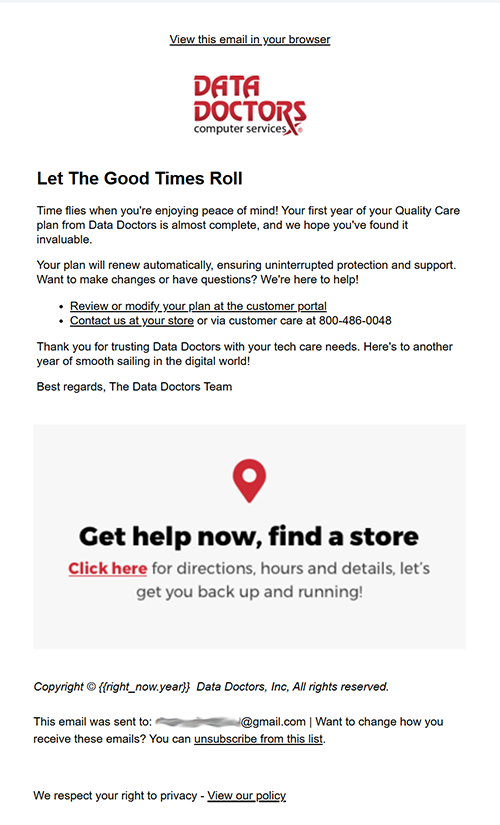 View this email in your browser
DATA
DOCTORS
computer services
Let The Good Times Roll
Time flies when you're enjoying peace of mind! Your first year of your Quality Care
plan from Data Doctors is almost complete, and we hope you've found it
invaluable.
Your plan will renew automatically, ensuring uninterrupted protection and support.
Want to make changes or have questions? We're here to help!
• Review or modify your plan at the customer portal
• Contact us at your store or via customer care at 800-486-0048
Thank you for trusting Data Doctors with your tech care needs. Here's to another
year of smooth sailing in the digital world!
Best regards, The Data Doctors Team
Get help now, find a store
Click here for directions, hours and details, let's
get you back up and running!
Copyright © {{right_now.year}} Data Doctors, Inc, All rights reserved.
This email was sent to: @gmail.com | Want to change how you
receive these emails? You can unsubscribe from this list.
We respect your right to privacy - View our policy